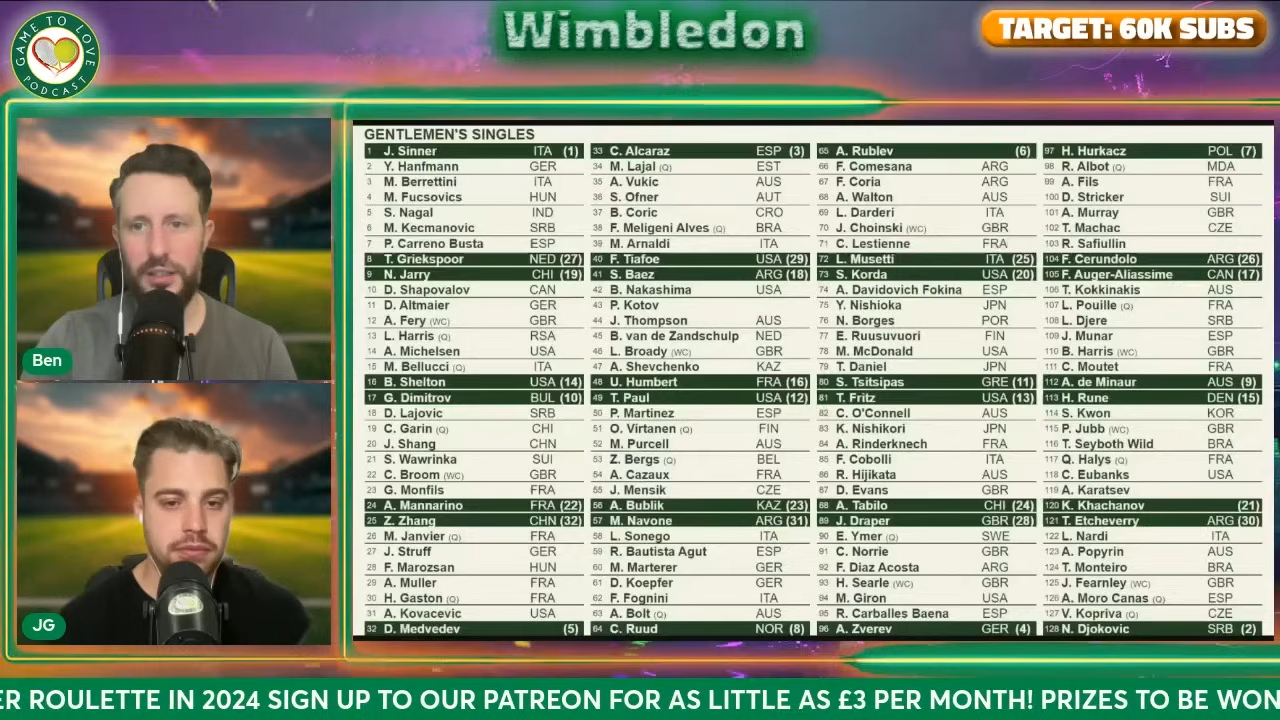 GAME TO LOVE
PODCAST
Wimbledon
TARGET: 60K SUBS
Ben
JG
GENTLEMEN'S SINGLES
1 J. Sinner ITA (1)
2 Y. Hanfmann GER
3 M. Berrettini ITA
4 M. Fucsovics HUN
5 S. Nagal IND
6 M. Kecmanovic SRB
7 P. Carreno Busta ESP
8 T. Griekspoor NED (27)
9 N. Jarry CHI (19)
10 D. Shapovalov CAN
11 D. Altmaier GER
12 A. Fery (WC) GBR
13 L. Harris (Q) RSA
14 A. Michelsen USA
15 M. Bellucci (Q) ITA
16 B. Shelton USA (14)
17 G. Dimitrov BUL (10)
18 D. Lajovic SRB
19 C. Garin (Q) CHI
20 J. Shang CHN
21 S. Wawrinka SUI
22 C. Broom (WC) GBR
23 G. Monfils FRA
24 A. Mannarino FRA (22)
25 Z. Zhang CHN (32)
26 M. Janvier (Q) FRA
27 J. Struff GER
28 F. Marozsan HUN
29 A. Muller FRA
30 H. Gaston (Q) FRA
31 A. Kovacevic USA
32 D. Medvedev (5)
33 C. Alcaraz ESP (3)
34 M. Lajal (Q) EST
35 A. Vukic AUS
36 S. Ofner AUT
37 B. Coric CRO
38 F. Meligeni Alves (Q) BRA
39 M. Arnaldi ITA
40 F. Tiafoe USA (29)
41 S. Baez ARG (18)
42 B. Nakashima USA
43 P. Kotov
44 J. Thompson AUS
45 B. van de Zandschulp NED
46 L. Broady (WC) GBR
47 A. Shevchenko KAZ
48 U. Humbert FRA (16)
49 T. Paul USA (12)
50 P. Martinez ESP
51 O. Virtanen (Q) FIN
52 M. Purcell AUS
53 Z. Bergs (Q) BEL
54 A. Cazaux FRA
55 J. Mensik CZE
56 A. Bublik KAZ (23)
57 M. Navone ARG (31)
58 L. Sonego ITA
59 R. Bautista Agut ESP
60 M. Marterer GER
61 D. Koepfer GER
62 F. Fognini ITA
63 A. Bolt (Q) AUS
64 C. Ruud NOR (8)
65 A. Rublev (6)
66 F. Comesana ARG
67 F. Coria ARG
68 A. Walton AUS
69 L. Darderi ITA
70 J. Choinski (WC) GBR
71 C. Lestienne FRA
72 L. Musetti ITA (25)
73 S. Korda USA (20)
74 A. Davidovich Fokina ESP
75 Y. Nishioka JPN
76 N. Borges POR
77 E. Ruusuvuori FIN
78 M. McDonald USA
79 T. Daniel JPN
80 S. Tsitsipas GRE (11)
81 T. Fritz USA (13)
82 C. O'Connell AUS
83 K. Nishikori JPN
84 A. Rinderknech FRA
85 F. Cobolli ITA
86 R. Hijikata AUS
87 D. Evans GBR
88 A. Tabilo CHI (24)
89 J. Draper GBR (28)
90 E. Ymer (Q) SWE
91 C. Norrie GBR
92 F. Diaz Acosta ARG
93 H. Searle (WC) GBR
94 M. Giron USA
95 R. Carballes Baena ESP
96 A. Zverev GER (4)
97 H. Hurkacz POL (7)
98 R. Albot (Q) MDA
99 A. Fils FRA
100 D. Stricker SUI
101 A. Murray GBR
102 T. Machac CZE
103 R. Safiullin
104 F. Cerundolo ARG (26)
105 F. Auger-Aliassime CAN (17)
106 T. Kokkinakis AUS
107 L. Pouille (Q) FRA
108 L. Djere SRB
109 J. Munar ESP
110 B. Harris (WC) GBR
111 C. Moutet FRA
112 A. de Minaur AUS (9)
113 H. Rune DEN (15)
114 S. Kwon KOR
115 P. Jubb (WC) GBR
116 T. Seyboth Wild BRA
117 Q. Halys (Q) FRA
118 C. Eubanks USA
119 A. Karatsev
120 K. Khachanov (21)
121 T. Etcheverry ARG (30)
122 L. Nardi ITA
123 A. Popyrin AUS
124 T. Monteiro BRA
125 J. Fearnley (WC) GBR
126 A. Moro Canas (Q) ESP
127 V. Kopriva (Q) CZE
128 N. Djokovic SRB (2)
ER ROULETTE IN 2024 SIGN UP TO OUR PATREON FOR AS LITTLE AS £3 PER MONTH! PRIZES TO BE WON